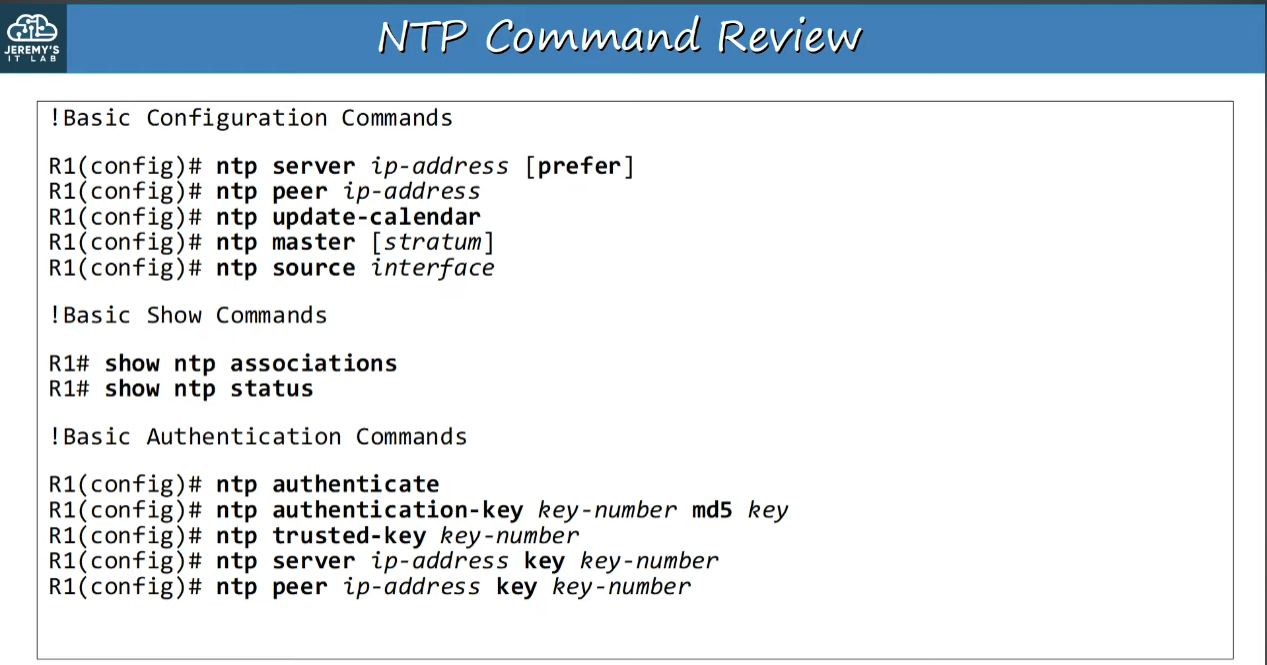 JEREMY'S
IT LAB
NTP Command Review
!Basic Configuration Commands
R1(config)# ntp server ip-address [prefer]
R1(config)# ntp peer ip-address
R1(config)# ntp update-calendar
R1(config)# ntp master [stratum]
R1(config)# ntp source interface
!Basic Show Commands
R1# show ntp associations
R1# show ntp status
!Basic Authentication Commands
R1(config)# ntp authenticate
R1(config)# ntp authentication-key key-number md5 key
R1(config)# ntp trusted-key key-number
R1(config)# ntp server ip-address key key-number
R1(config)# ntp peer ip-address key key-number